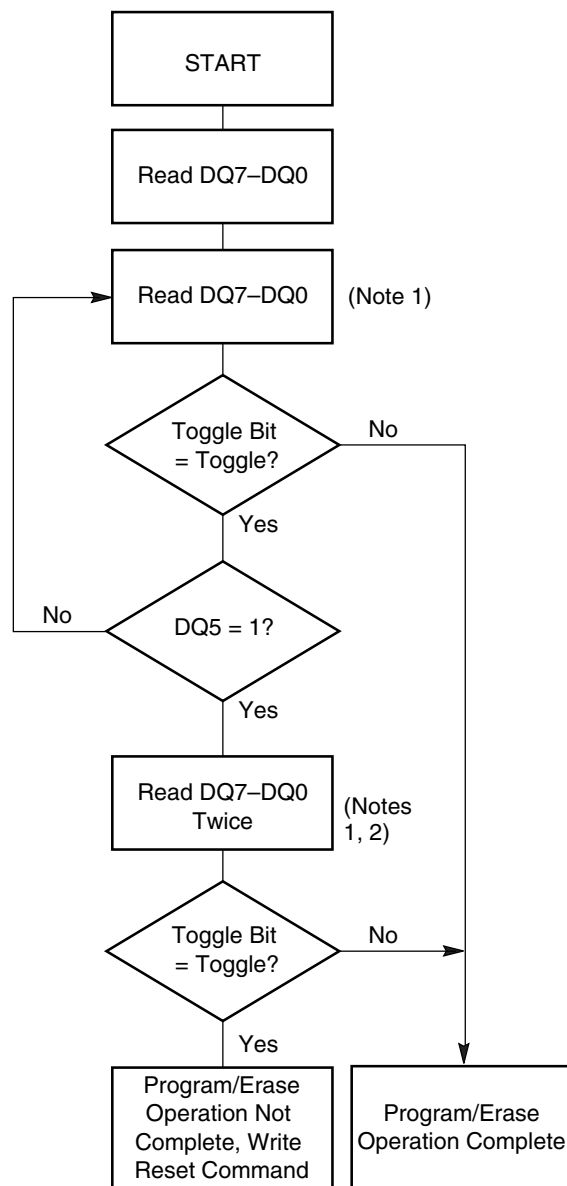 START
Read DQ7–DQ0
Read DQ7–DQ0
(Note 1)
Toggle Bit
= Toggle?
No
Yes
No
DQ5 = 1?
Yes
Read DQ7–DQ0
Twice
(Notes
1, 2)
Toggle Bit
= Toggle?
No
Yes
Program/Erase
Operation Not
Complete, Write
Reset Command
Program/Erase
Operation Complete